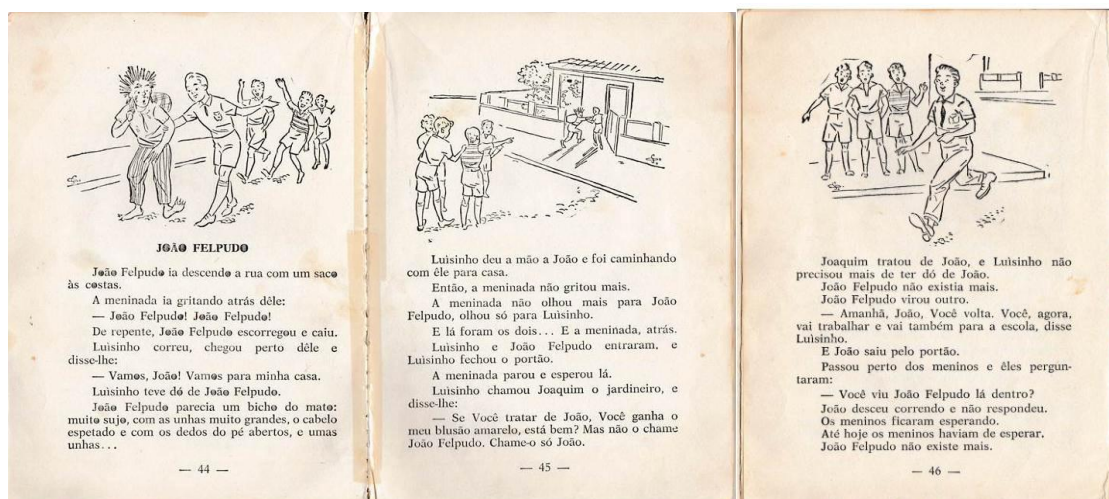 JOÃO FELPUDO
João Felpudo ia descendo a rua com um saco
às costas.
A meninada ia gritando atrás dêle:
— João Felpudo! João Felpudo!
De repente, João Felpudo escorregou e caiu.
Luìsinho correu, chegou perto dêle e
disse-lhe:
— Vamos, João! Vamos para minha casa.
Luìsinho teve dó de João Felpudo.
João Felpudo parecia um bicho do mato:
muito sujo, com as unhas muito grandes, o cabelo
espetado e com os dedos do pé abertos, e umas
unhas...
— 44 —
Luìsinho deu a mão a João e foi caminhando
com êle para casa.
Então, a meninada não gritou mais.
A meninada não olhou mais para João
Felpudo, olhou só para Luìsinho.
E lá foram os dois... E a meninada, atrás.
Luìsinho e João Felpudo entraram. e
Luìsinho fechou o portão.
A meninada parou e esperou lá.
Luìsinho chamou Joaquim o jardineiro, e
disse-lhe:
— Se Você tratar de João, Você ganha o
meu blusão amarelo, está bem? Mas não o chame
João Felpudo. Chame-o só João.
— 45 —
Joaquim tratou de João, e Luìsinho não
precisou mais de ter dó de João.
João Felpudo não existia mais.
João Felpudo virou outro.
— Amanhã, João, Você volta. Você, agora,
vai trabalhar e vai também para a escola, disse
Luìsinho.
E João saiu pelo portão.
Passou perto dos meninos e êles pergun-
taram:
— Você viu João Felpudo lá dentro?
João desceu correndo e não respondeu.
Os meninos ficaram esperando.
Até hoje os meninos haviam de esperar.
João Felpudo não existe mais.
— 46 —